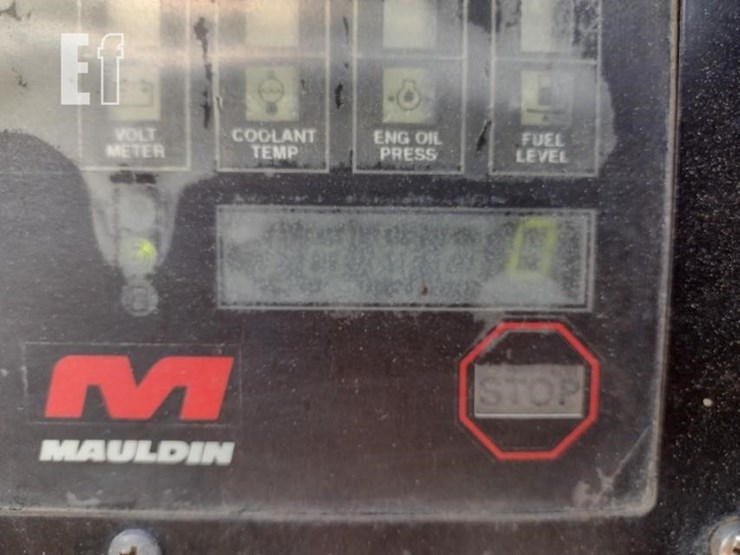 Ef
VOLT
METER
COOLANT
TEMP
ENG OIL
PRESS
FUEL
LEVEL
MAULDIN
STOP